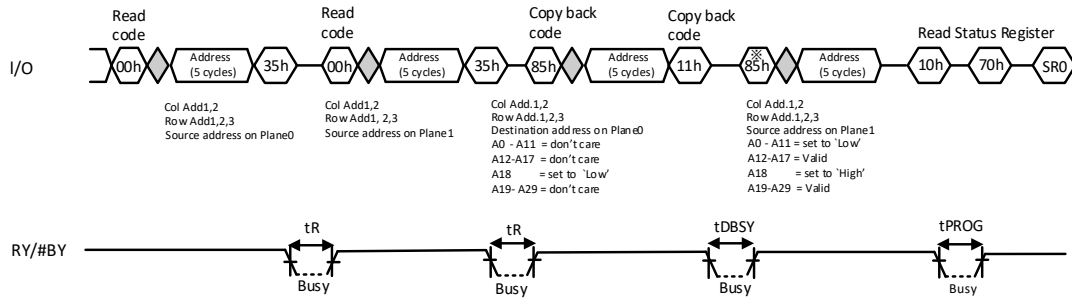 Read code
Read code
Copy back code
Copy back code
Read Status Register
I/O
00h
Address (5 cycles)
35h
00h
Address (5 cycles)
35h
85h
Address (5 cycles)
11h
※
85h
Address (5 cycles)
10h
70h
SR0
Col Add1,2
Row Add1,2,3
Source address on Plane0
Col Add1,2
Row Add1, 2,3
Source address on Plane1
Col Add.1,2
Row Add.1,2,3
Destination address on Plane0
A0 - A11 = don't care
A12-A17 = don't care
A18 = set to `Low'
A19- A29 = don't care
Col Add.1,2
Row Add.1,2,3
Source address on Plane1
A0 - A11 = set to `Low'
A12-A17 = Valid
A18 = set to `High'
A19-A29 = Valid
RY/#BY
tR
Busy
tR
Busy
tDBSY
Busy
tPROG
Busy